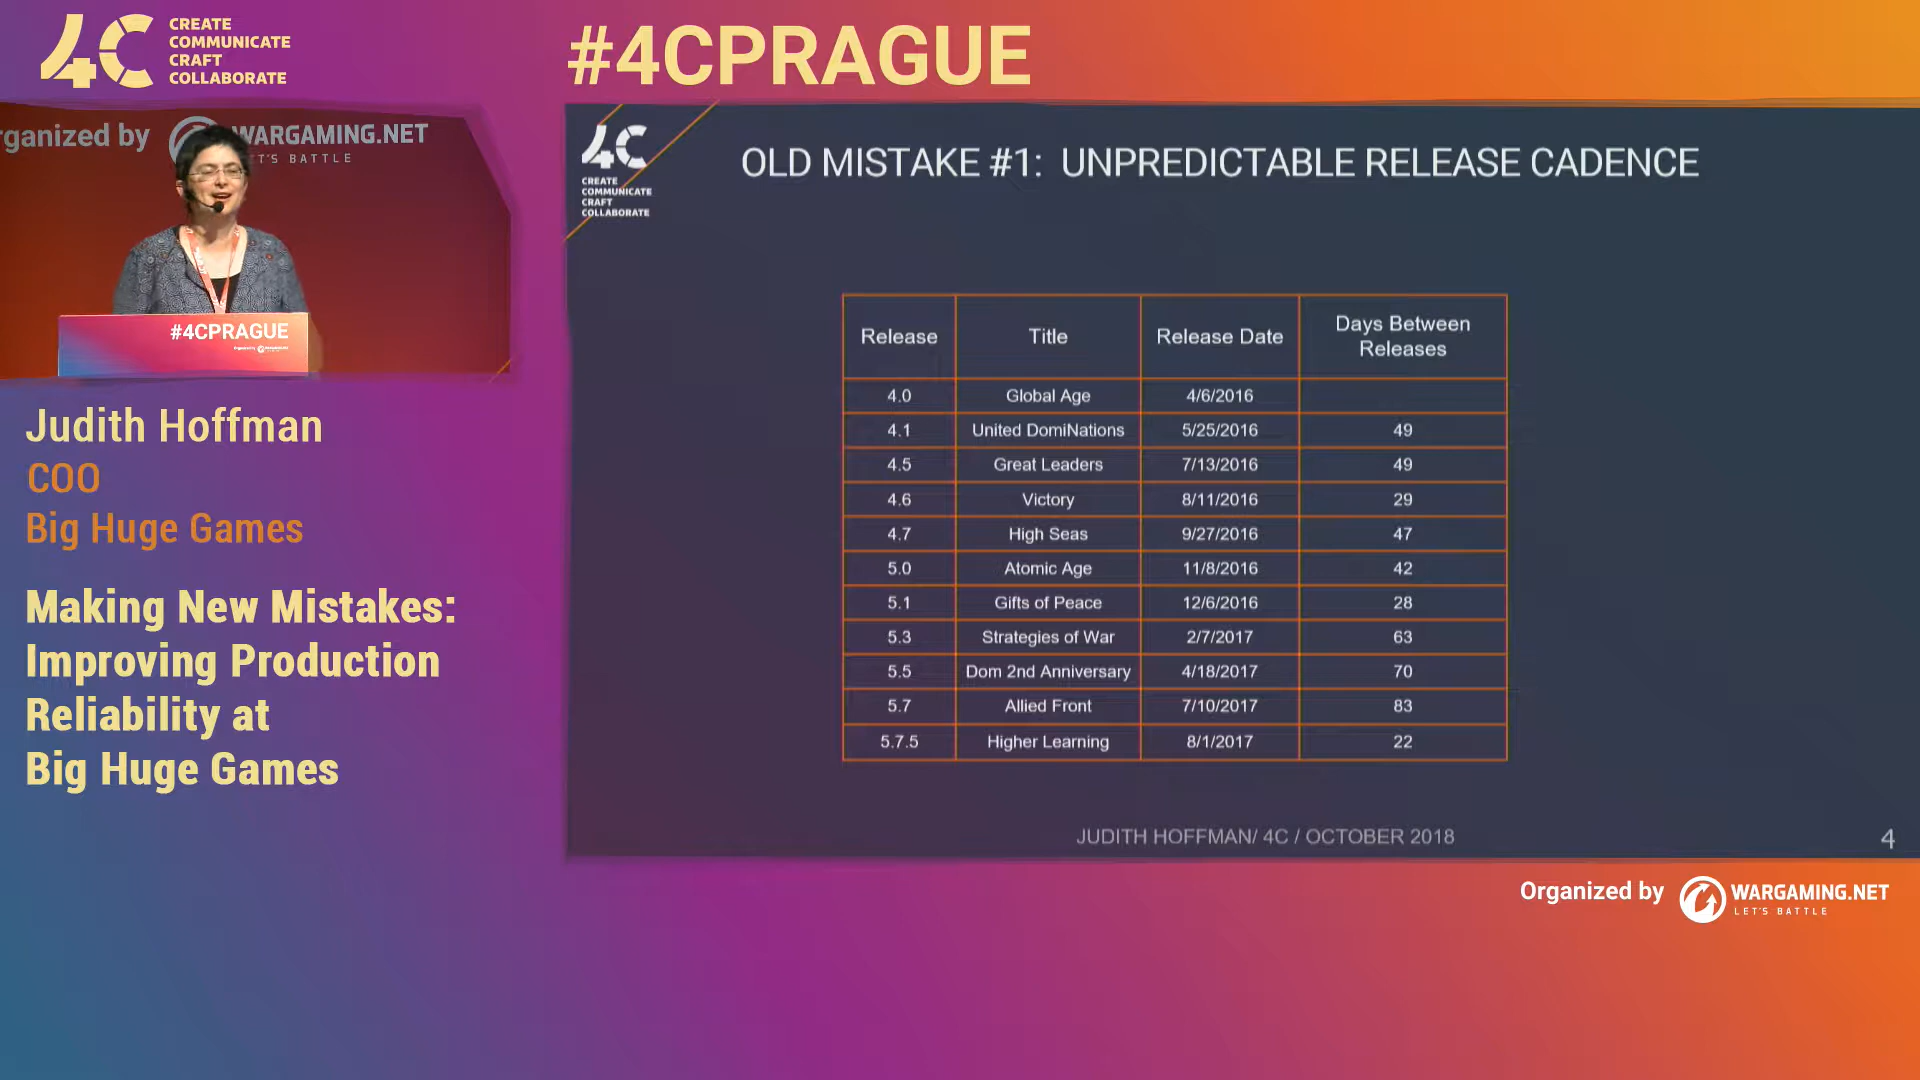 4C
CREATE
COMMUNICATE
CRAFT
COLLABORATE
#4CPRAGUE
rganized by WARGAMING.NET
T'S BATTLE
#4CPRAGUE
Judith Hoffman
COO
Big Huge Games
Making New Mistakes:
Improving Production
Reliability at
Big Huge Games
4C
CREATE
COMMUNICATE
CRAFT
COLLABORATE
OLD MISTAKE #1: UNPREDICTABLE RELEASE CADENCE
Release Title Release Date Days Between Releases
4.0 Global Age 4/6/2016
4.1 United DomiNations 5/25/2016 49
4.5 Great Leaders 7/13/2016 49
4.6 Victory 8/11/2016 29
4.7 High Seas 9/27/2016 47
5.0 Atomic Age 11/8/2016 42
5.1 Gifts of Peace 12/6/2016 28
5.3 Strategies of War 2/7/2017 63
5.5 Dom 2nd Anniversary 4/18/2017 70
5.7 Allied Front 7/10/2017 83
5.7.5 Higher Learning 8/1/2017 22
JUDITH HOFFMAN/ 4C / OCTOBER 2018
4
Organized by WARGAMING.NET
LET'S BATTLE